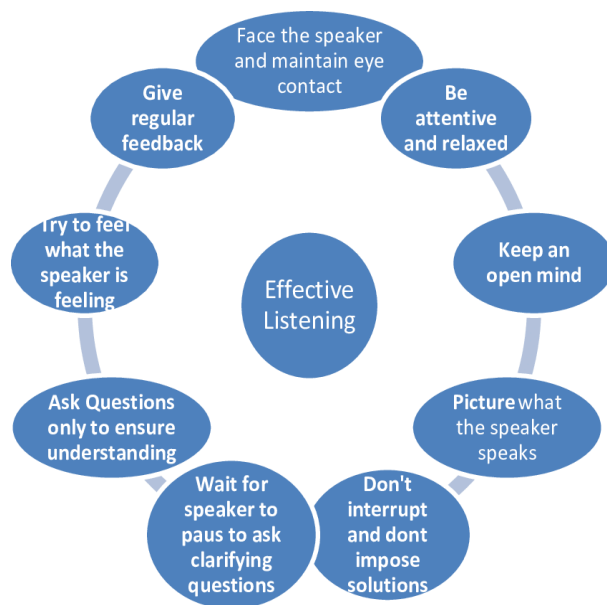 Face the speaker
and maintain eye
contact
Be
attentive
and relaxed
Keep an
open mind
Picture what
the speaker
speaks
Don't
interrupt
and dont
impose
solutions
Wait for
speaker to
paus to ask
clarifying
questions
Ask Questions
only to ensure
understanding
Try to feel
what the
speaker is
feeling
Give
regular
feedback
Effective
Listening